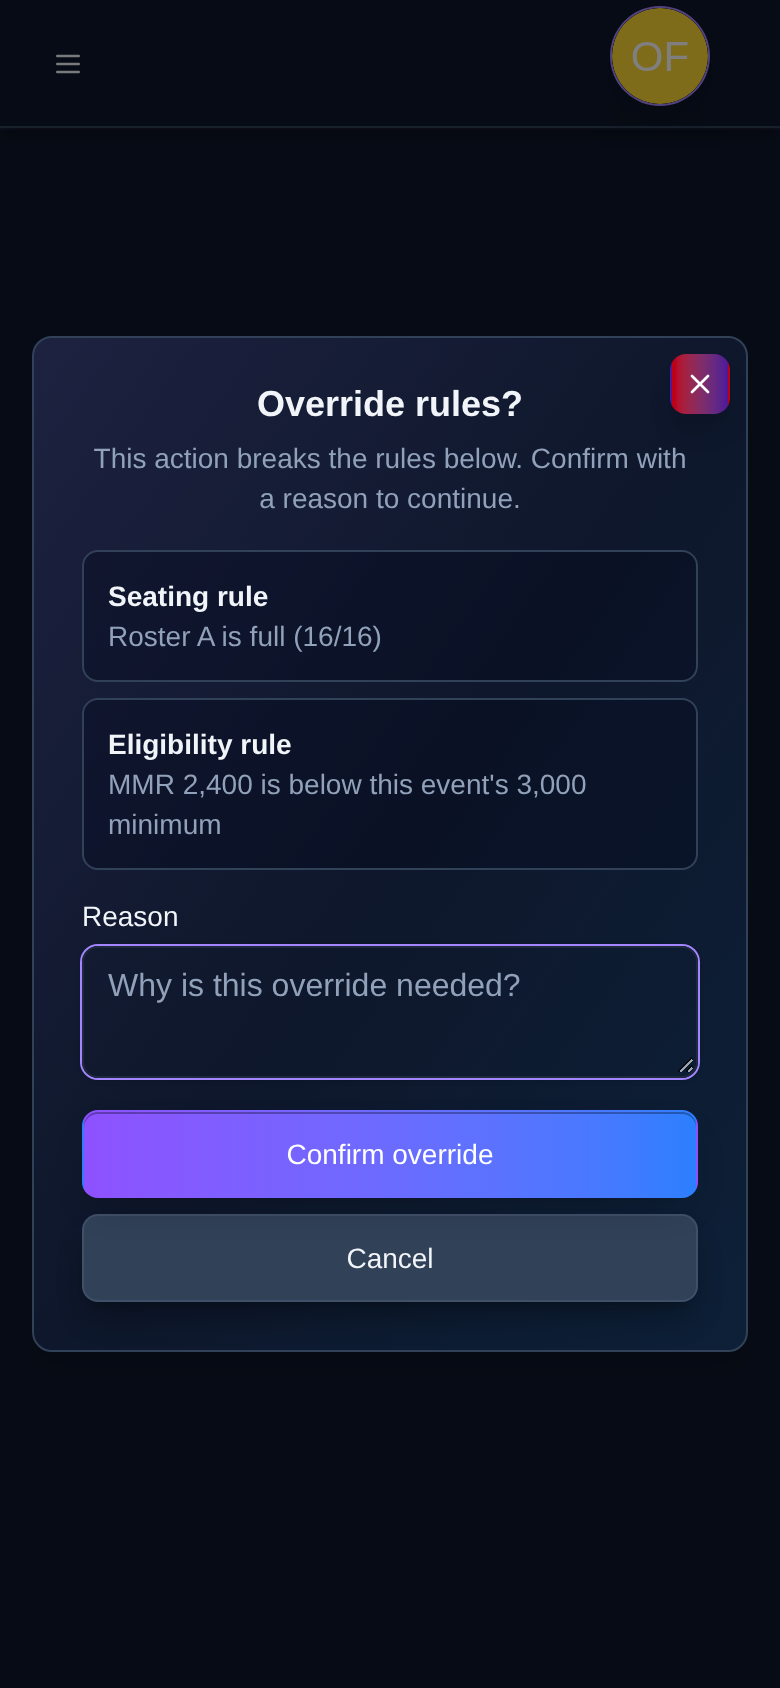 OF
Override rules?
This action breaks the rules below. Confirm with
a reason to continue.
Seating rule
Roster A is full (16/16)
Eligibility rule
MMR 2,400 is below this event's 3,000
minimum
Reason
Why is this override needed?
Confirm override
Cancel